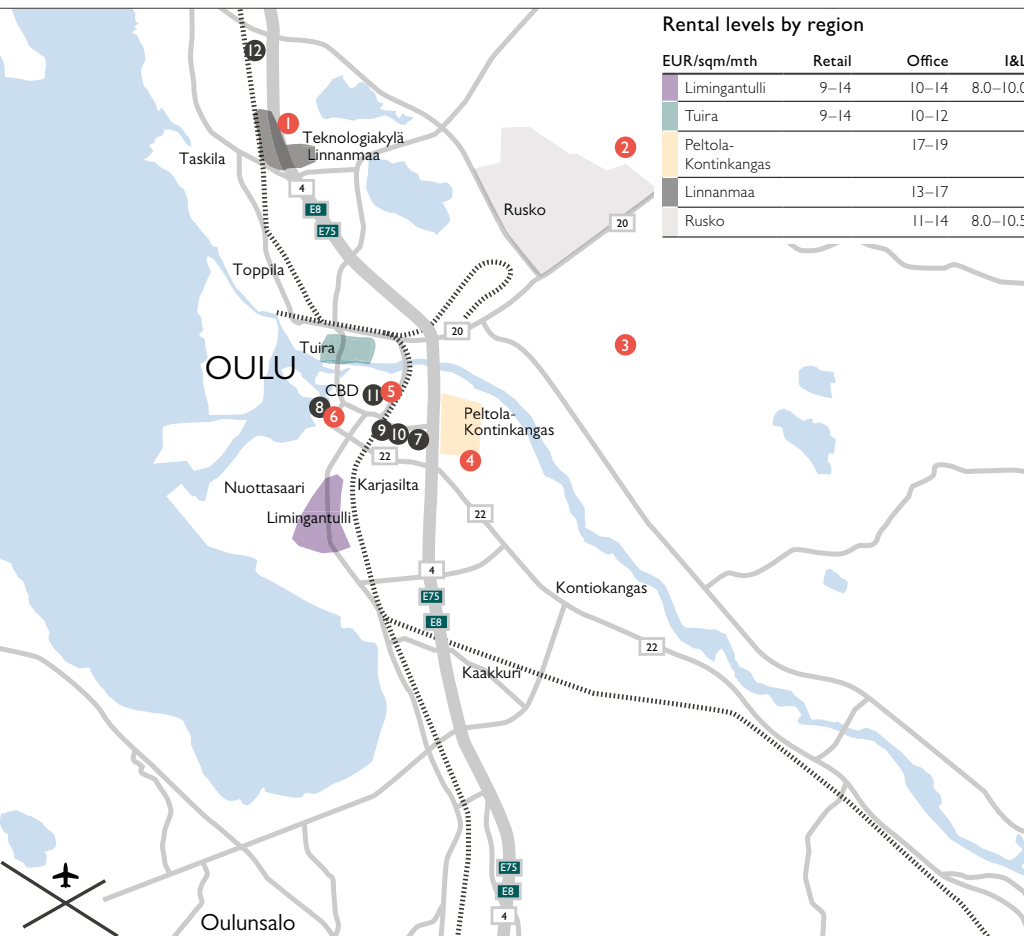 Rental levels by region
EUR/sqm/mth Retail Office I&L
Limingantulli 9–14 10–14 8.0–10.0
Tuira 9–14 10–12
Peltola-
Kontinkangas 17–19
Linnanmaa 13–17
Rusko 11–14 8.0–10.5
12
1
Teknologiakylä
Linnanmaa
Taskila
2
4
E8
E75
Rusko
20
Toppila
20
3
Tuira
OULU
CBD
11
5
8
6
9
10
7
Peltola-
Kontinkangas
4
22
Nuottasaari
Karjasilta
Limingantulli
22
4
E75
E8
Kontiokangas
22
Kaakkuri
E75
E8
4
Oulunsalo